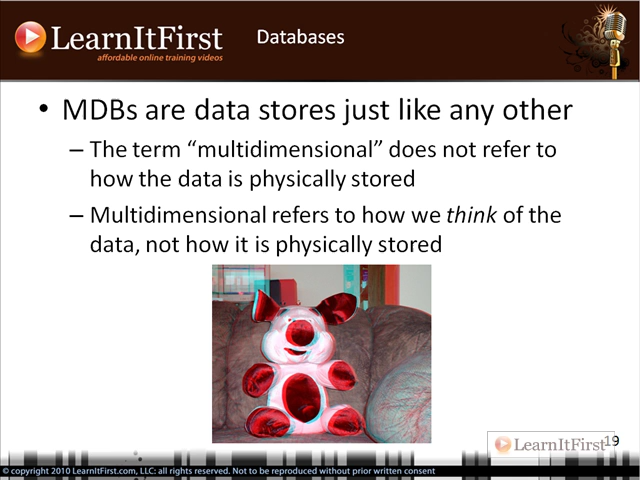 LearnItFirst
affordable online training videos
Databases
• MDBs are data stores just like any other
– The term “multidimensional” does not refer to
how the data is physically stored
– Multidimensional refers to how we think of the
data, not how it is physically stored
19
LearnItFirst
© copyright 2010 LearnItFirst.com, LLC: all rights reserved. Not to be reproduced without prior written consent